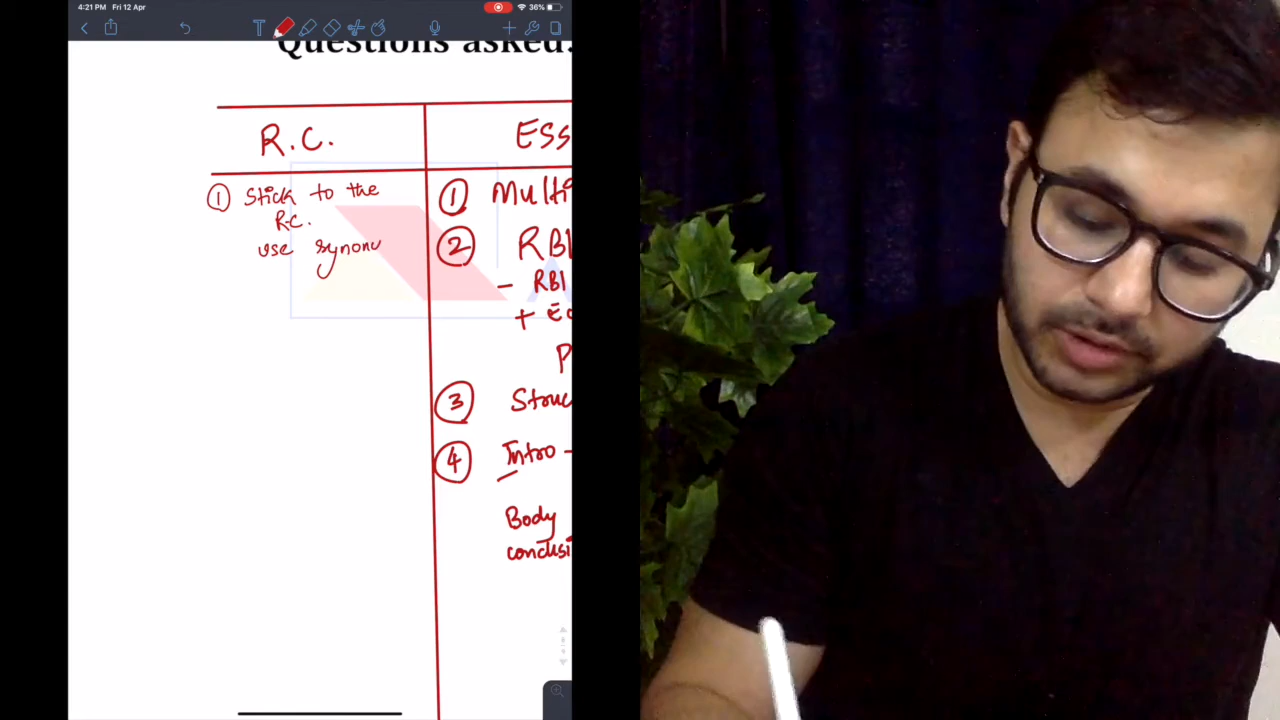 4:21 PM Fri 12 Apr
36%
T
Questions asked:
R.C.
ESS
① Stick to the
R.C.
use synony
① Multi
② RBI
- RBI
+ Ec
P
③ Struc
④ Intro -
Body
conclusi